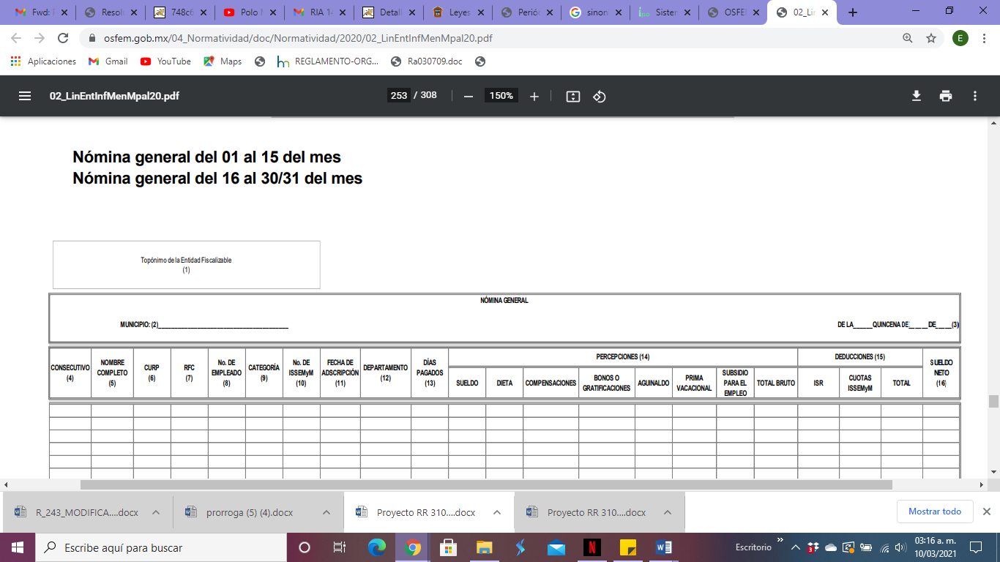 Fwd:
Resol
748c6
Polo
RIA 1
Detall
Leyes
Perió
sinon
Sister
OSFE
02_Li
osfem.gob.mx/04_Normatividad/doc/Normatividad/2020/02_LinEntInfMenMpal20.pdf
E
Aplicaciones Gmail YouTube Maps REGLAMENTO-ORG... Ra030709.doc
02_LinEntInfMenMpal20.pdf 253 / 308 150%
Nómina general del 01 al 15 del mes
Nómina general del 16 al 30/31 del mes
Topónimo de la Entidad Fiscalizable
(1)
NÓMINA GENERAL
MUNICIPIO: (2)___________________________________ DE LA_____QUINCENA DE_____DE____(3)
CONSECUTIVO
(4)
NOMBRE
COMPLETO
(5)
CURP
(6)
RFC
(7)
No. DE
EMPLEADO
(8)
CATEGORÍA
(9)
No. DE
ISSEMyM
(10)
FECHA DE
ADSCRIPCIÓN
(11)
DEPARTAMENTO
(12)
DÍAS
PAGADOS
(13)
PERCEPCIONES (14)
SUELDO
DIETA
COMPENSACIONES
BONOS O
GRATIFICACIONES
AGUINALDO
PRIMA
VACACIONAL
SUBSIDIO
PARA EL
EMPLEO
TOTAL BRUTO
DEDUCCIONES (15)
ISR
CUOTAS
ISSEMyM
TOTAL
SUELDO
NETO
(16)
R_243_MODIFICA....docx
prorroga (5) (4).docx
Proyecto RR 310....docx
Proyecto RR 310....docx
Mostrar todo
Escribe aquí para buscar
Escritorio
03:16 a. m.
10/03/2021